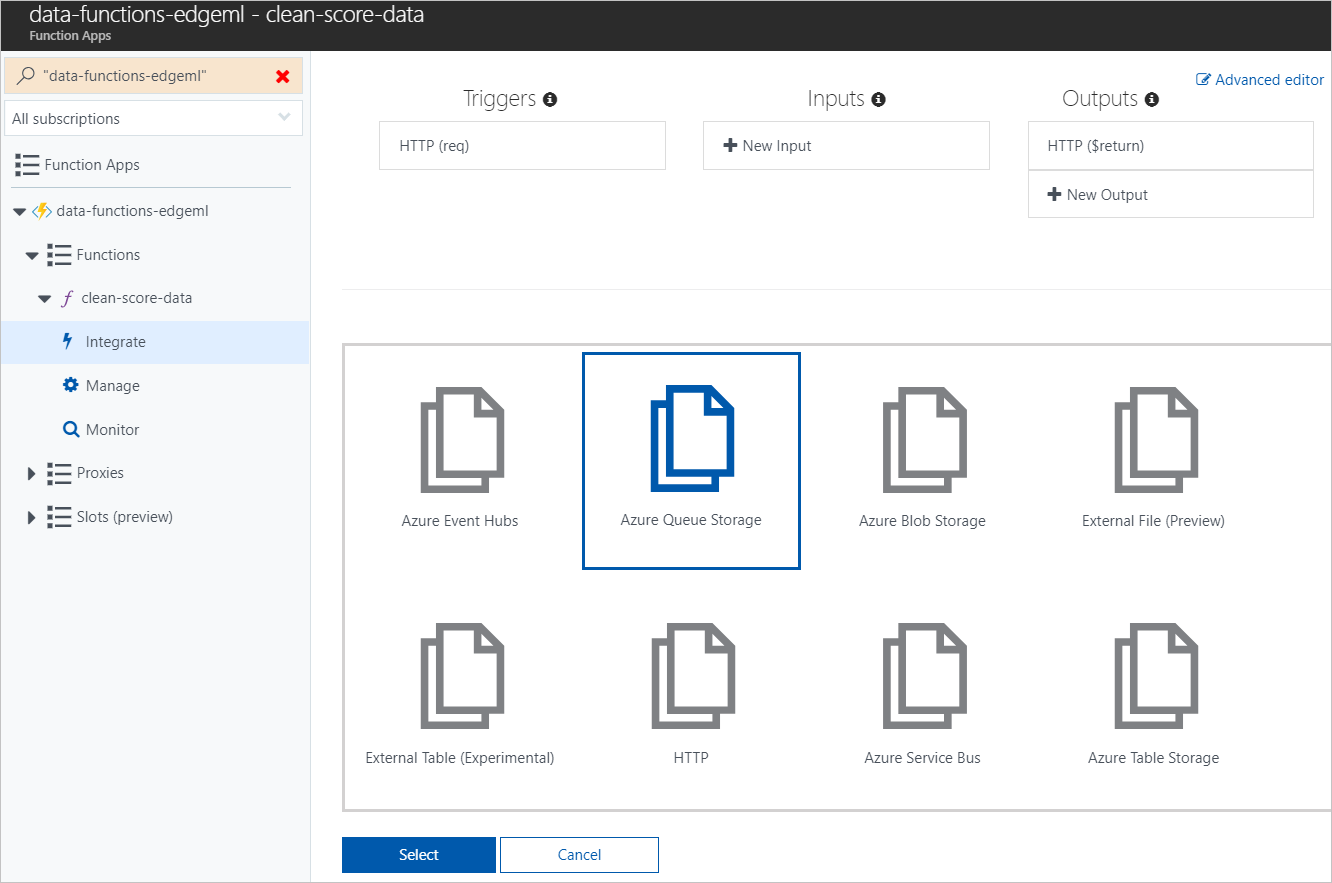 data-functions-edgeml - clean-score-data
Function Apps
"data-functions-edgeml"
All subscriptions
Function Apps
data-functions-edgeml
Functions
clean-score-data
Integrate
Manage
Monitor
Proxies
Slots (preview)
Advanced editor
Triggers
HTTP (req)
Inputs
New Input
Outputs
HTTP ($return)
New Output
Azure Event Hubs
Azure Queue Storage
Azure Blob Storage
External File (Preview)
External Table (Experimental)
HTTP
Azure Service Bus
Azure Table Storage
Select
Cancel